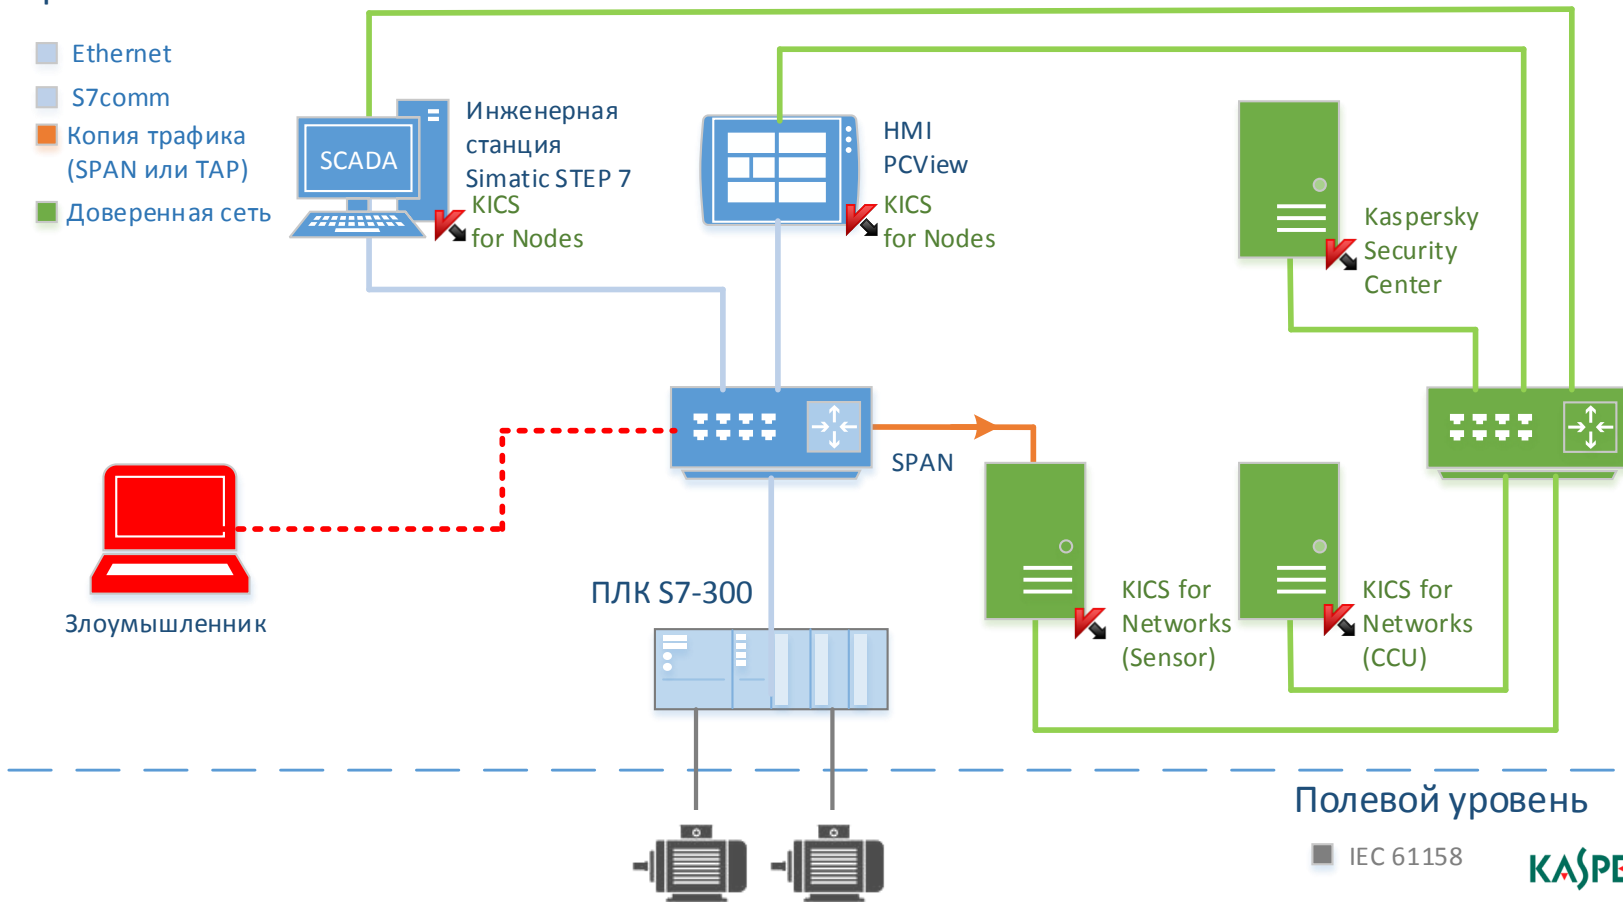 Ethernet
S7comm
Копия трафика
(SPAN или TAP)
Доверенная сеть
SCADA
Инженерная
станция
Simatic STEP 7
KICS
for Nodes
HMI
PCView
KICS
for Nodes
Kaspersky
Security
Center
SPAN
Злоумышленник
ПЛК S7-300
KICS for
Networks
(Sensor)
KICS for
Networks
(CCU)
Полевой уровень
IEC 61158
KASPE